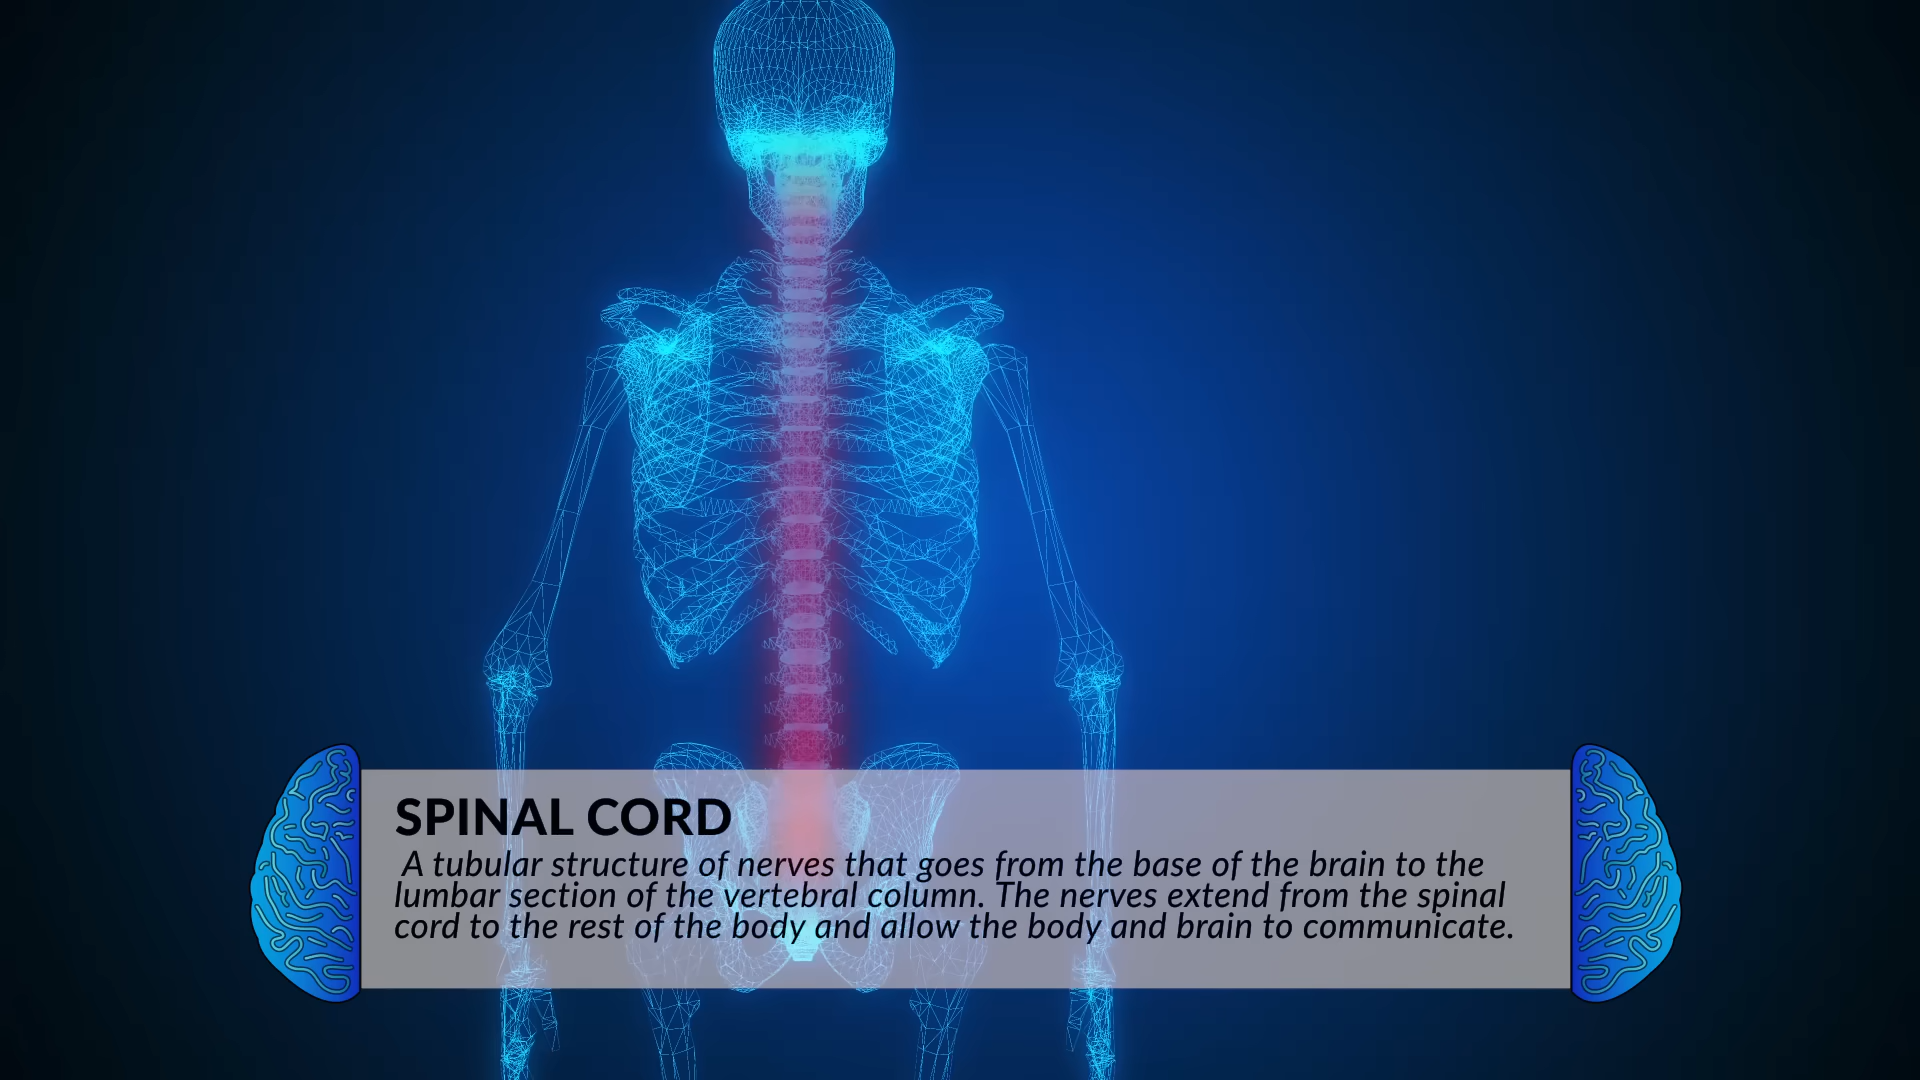 SPINAL CORD
A tubular structure of nerves that goes from the base of the brain to the
lumbar section of the vertebral column. The nerves extend from the spinal
cord to the rest of the body and allow the body and brain to communicate.